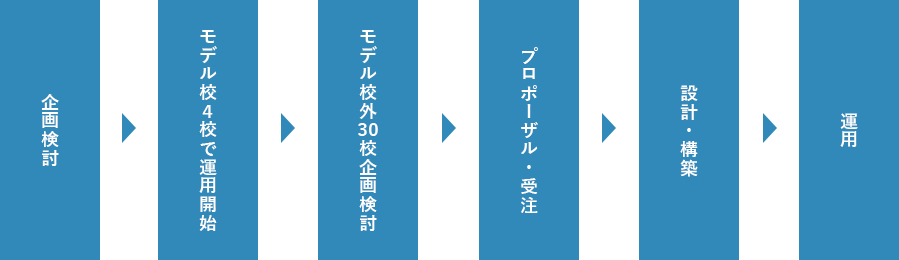 企画検討
モデル校4校で運用開始
モデル校外30校企画検討
プロポーザル・受注
設計・構築
運用